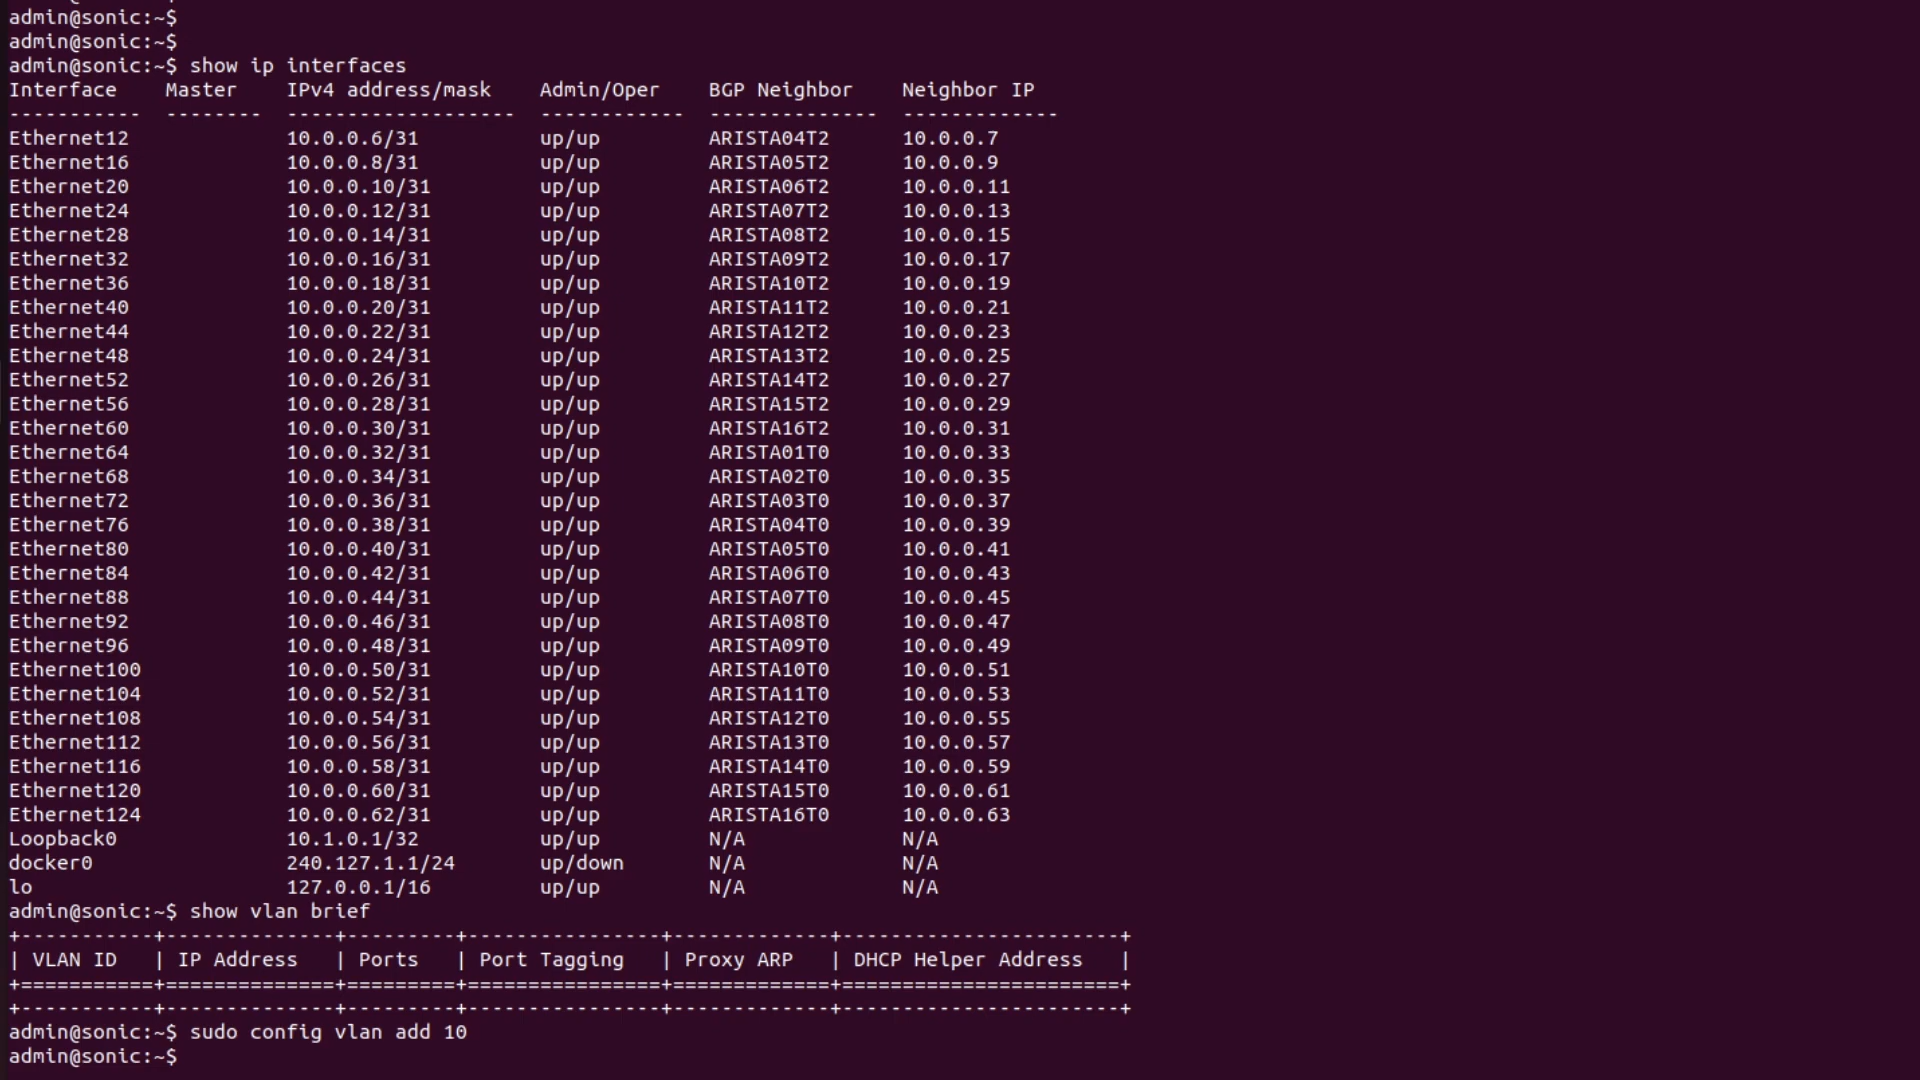 admin@sonic:~$
admin@sonic:~$
admin@sonic:~$ show ip interfaces
Interface    Master    IPv4 address/mask    Admin/Oper    BGP Neighbor    Neighbor IP
-----------  --------  -------------------  ------------  --------------  -------------
Ethernet12             10.0.0.6/31          up/up         ARISTA04T2      10.0.0.7
Ethernet16             10.0.0.8/31          up/up         ARISTA05T2      10.0.0.9
Ethernet20             10.0.0.10/31         up/up         ARISTA06T2      10.0.0.11
Ethernet24             10.0.0.12/31         up/up         ARISTA07T2      10.0.0.13
Ethernet28             10.0.0.14/31         up/up         ARISTA08T2      10.0.0.15
Ethernet32             10.0.0.16/31         up/up         ARISTA09T2      10.0.0.17
Ethernet36             10.0.0.18/31         up/up         ARISTA10T2      10.0.0.19
Ethernet40             10.0.0.20/31         up/up         ARISTA11T2      10.0.0.21
Ethernet44             10.0.0.22/31         up/up         ARISTA12T2      10.0.0.23
Ethernet48             10.0.0.24/31         up/up         ARISTA13T2      10.0.0.25
Ethernet52             10.0.0.26/31         up/up         ARISTA14T2      10.0.0.27
Ethernet56             10.0.0.28/31         up/up         ARISTA15T2      10.0.0.29
Ethernet60             10.0.0.30/31         up/up         ARISTA16T2      10.0.0.31
Ethernet64             10.0.0.32/31         up/up         ARISTA01T0      10.0.0.33
Ethernet68             10.0.0.34/31         up/up         ARISTA02T0      10.0.0.35
Ethernet72             10.0.0.36/31         up/up         ARISTA03T0      10.0.0.37
Ethernet76             10.0.0.38/31         up/up         ARISTA04T0      10.0.0.39
Ethernet80             10.0.0.40/31         up/up         ARISTA05T0      10.0.0.41
Ethernet84             10.0.0.42/31         up/up         ARISTA06T0      10.0.0.43
Ethernet88             10.0.0.44/31         up/up         ARISTA07T0      10.0.0.45
Ethernet92             10.0.0.46/31         up/up         ARISTA08T0      10.0.0.47
Ethernet96             10.0.0.48/31         up/up         ARISTA09T0      10.0.0.49
Ethernet100            10.0.0.50/31         up/up         ARISTA10T0      10.0.0.51
Ethernet104            10.0.0.52/31         up/up         ARISTA11T0      10.0.0.53
Ethernet108            10.0.0.54/31         up/up         ARISTA12T0      10.0.0.55
Ethernet112            10.0.0.56/31         up/up         ARISTA13T0      10.0.0.57
Ethernet116            10.0.0.58/31         up/up         ARISTA14T0      10.0.0.59
Ethernet120            10.0.0.60/31         up/up         ARISTA15T0      10.0.0.61
Ethernet124            10.0.0.62/31         up/up         ARISTA16T0      10.0.0.63
Loopback0              10.1.0.1/32          up/up         N/A             N/A
docker0                240.127.1.1/24       up/down       N/A             N/A
lo                     127.0.0.1/16         up/up         N/A             N/A
admin@sonic:~$ show vlan brief
+-----------+--------------+---------+----------------+-------------+-----------------------+
| VLAN ID   | IP Address   | Ports   | Port Tagging   | Proxy ARP   | DHCP Helper Address   |
+===========+==============+=========+================+=============+=======================+
+-----------+--------------+---------+----------------+-------------+-----------------------+
admin@sonic:~$ sudo config vlan add 10
admin@sonic:~$